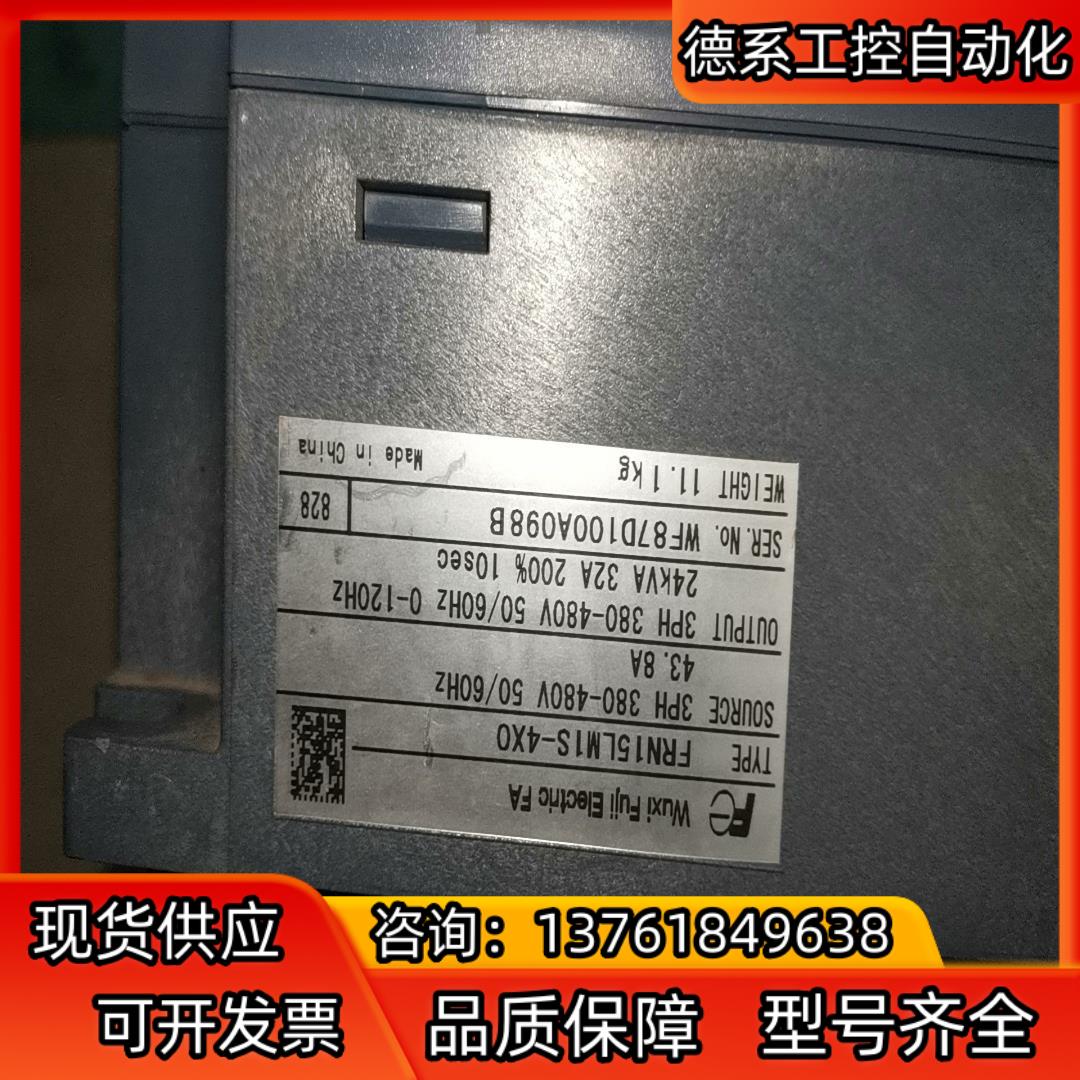 德系工控自动化
Wuxi Fuji Electric FA
TYPE FRN15LM1S-4X0
SOURCE 3PH 380-480V 50/60Hz
43.8A
OUTPUT 3PH 380-480V 50/60Hz 0-120Hz
24kVA 32A 200% 10sec
SER.No. WF87D100A098B 828
WEIGHT 11.1kg Made in China
现货供应
咨询：13761849638
可开发票 品质保障 型号齐全